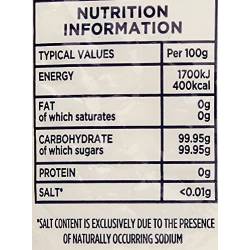 NUTRITION
INFORMATION
TYPICAL VALUES Per 100g
ENERGY 1700kJ
400kcal
FAT 0g
of which saturates 0g
CARBOHYDRATE 99.95g
of which sugars 99.95g
PROTEIN 0g
SALT* <0.01g
*SALT CONTENT IS EXCLUSIVELY DUE TO THE PRESENCE
OF NATURALLY OCCURRING SODIUM